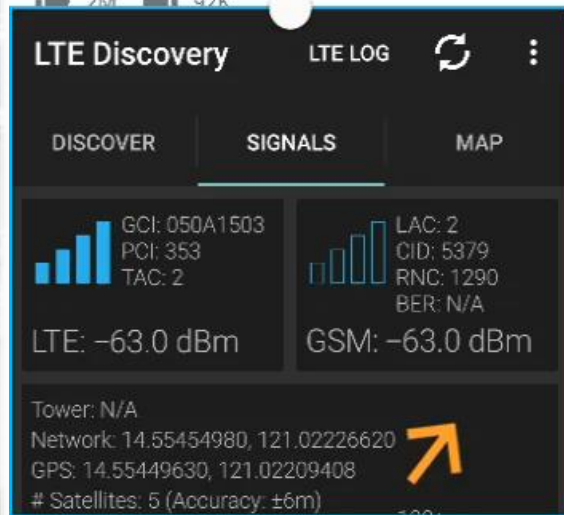 2M 92K
LTE Discovery LTE LOG
DISCOVER SIGNALS MAP
GCI: 050A1503
PCI: 353
TAC: 2
LTE: −63.0 dBm
LAC: 2
CID: 5379
RNC: 1290
BER: N/A
GSM: −63.0 dBm
Tower: N/A
Network: 14.55454980, 121.02226620
GPS: 14.55449630, 121.02209408
# Satellites: 5 (Accuracy: ±6m)